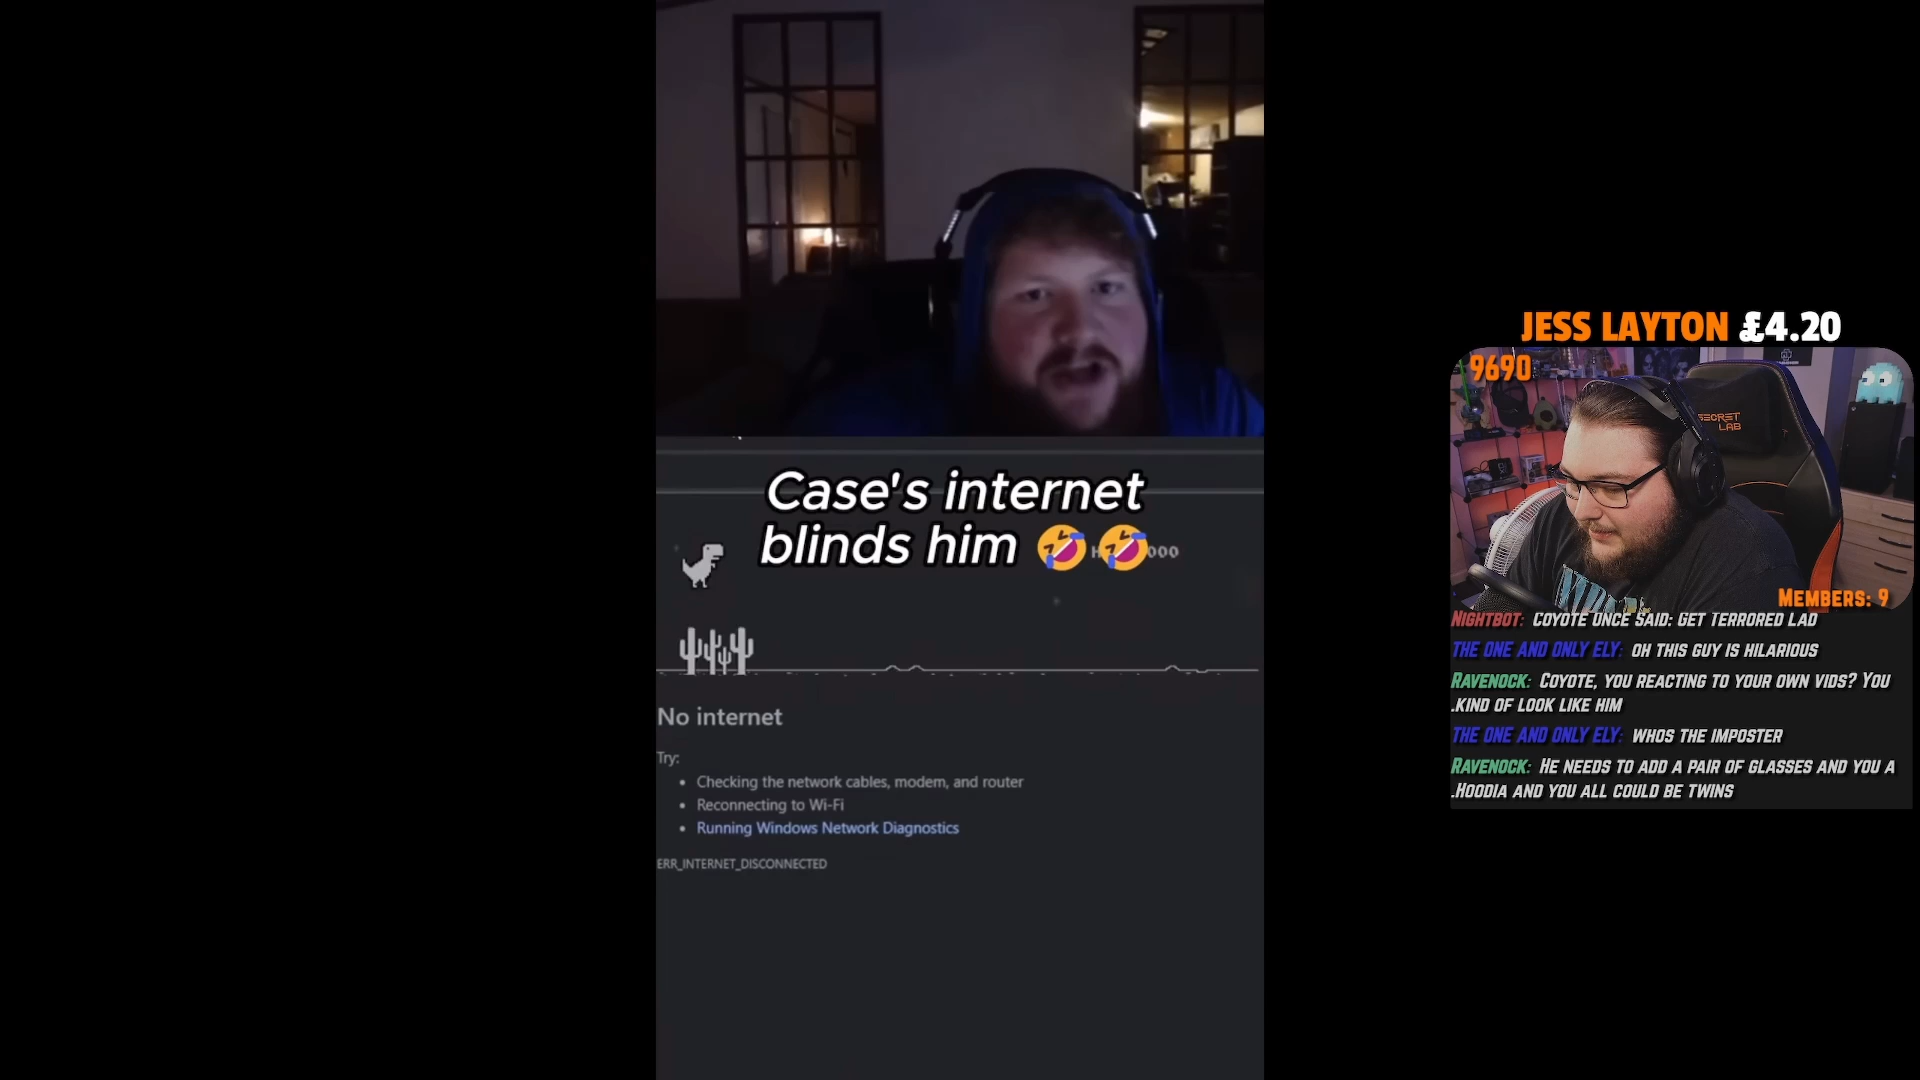 Case's internet
blinds him 🤣🤣
No internet
Try:
Checking the network cables, modem, and router
Reconnecting to Wi-Fi
Running Windows Network Diagnostics
ERR_INTERNET_DISCONNECTED
JESS LAYTON £4.20
9690
SECRET
LAB
MEMBERS: 9
NIGHTBOT: COYOTE ONCE SAID: GET TERRORED LAD
THE ONE AND ONLY ELY: OH THIS GUY IS HILARIOUS
RAVENOCK: COYOTE, YOU REACTING TO YOUR OWN VIDS? YOU
.KIND OF LOOK LIKE HIM
THE ONE AND ONLY ELY: WHOS THE IMPOSTER
RAVENOCK: HE NEEDS TO ADD A PAIR OF GLASSES AND YOU A
.HOODIA AND YOU ALL COULD BE TWINS